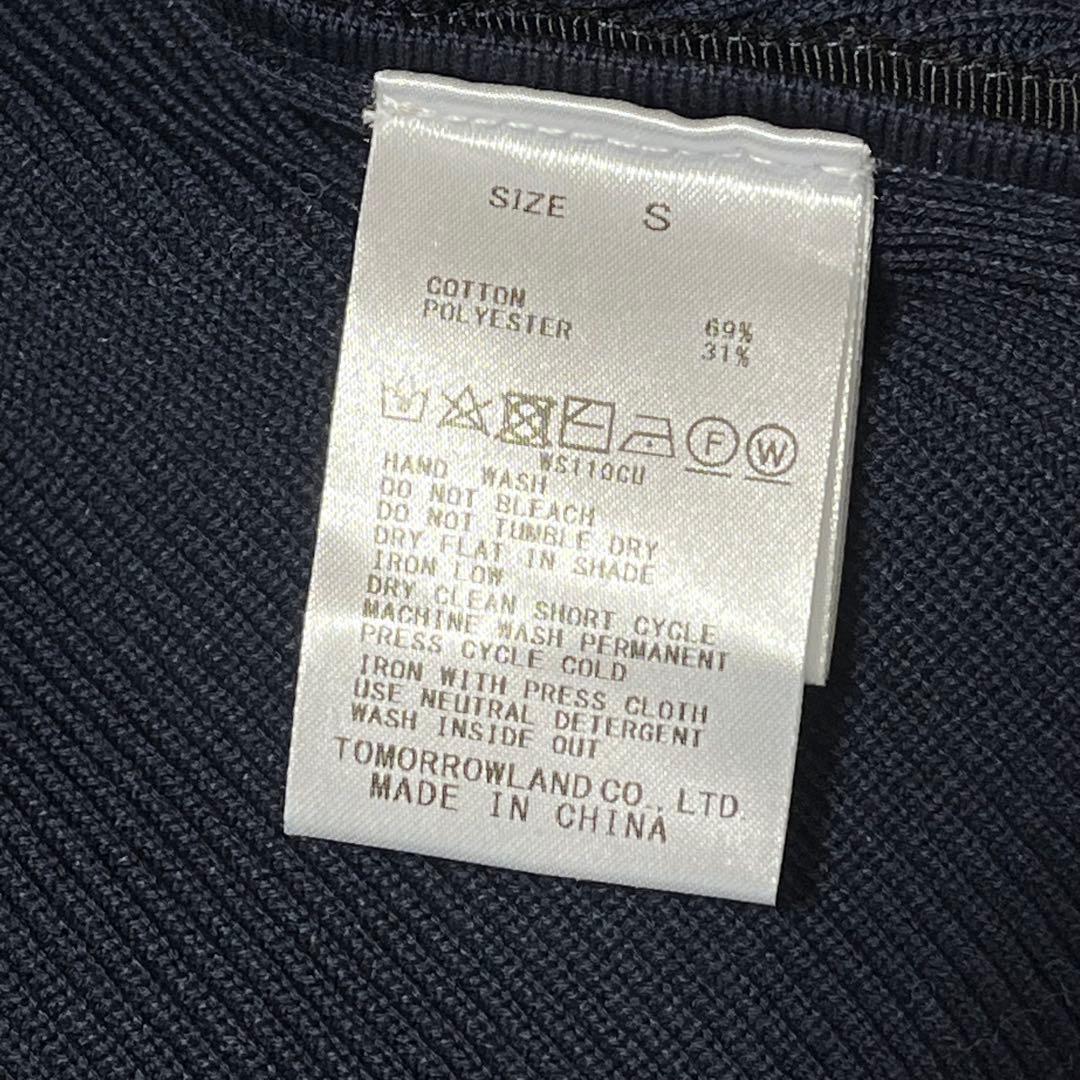 SIZE S
COTTON 69%
POLYESTER 31%
F W
WS110CU
HAND WASH
DO NOT BLEACH
DO NOT TUMBLE DRY
DRY FLAT IN SHADE
IRON LOW
DRY CLEAN SHORT CYCLE
MACHINE WASH PERMANENT
PRESS CYCLE COLD
IRON WITH PRESS CLOTH
USE NEUTRAL DETERGENT
WASH INSIDE OUT
TOMORROWLAND CO., LTD.
MADE IN CHINA